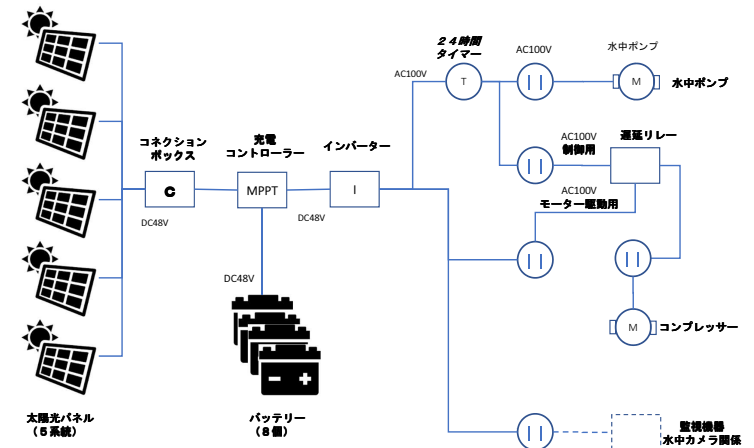 ２４時間
タイマー
AC100V
水中ポンプ
AC100V
T
M
水中ポンプ
コネクション
ボックス
充電
コントローラー
インバーター
AC100V
制御用
遅延リレー
C
MPPT
I
AC100V
モーター駆動用
DC48V
DC48V
DC48V
M
コンプレッサー
太陽光パネル
（５系統）
バッテリー
（８個）
監視機器
水中カメラ関係